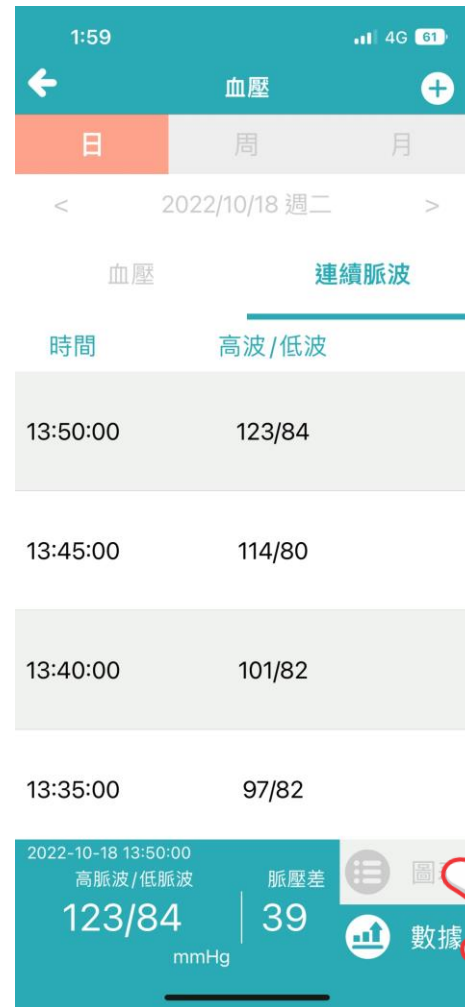 1:59 4G 61
血壓
日 周 月
< 2022/10/18 週二 >
血壓 連續脈波
時間 高波/低波
13:50:00 123/84
13:45:00 114/80
13:40:00 101/82
13:35:00 97/82
2022-10-18 13:50:00
高脈波/低脈波 脈壓差
123/84 39
mmHg
圖
數據